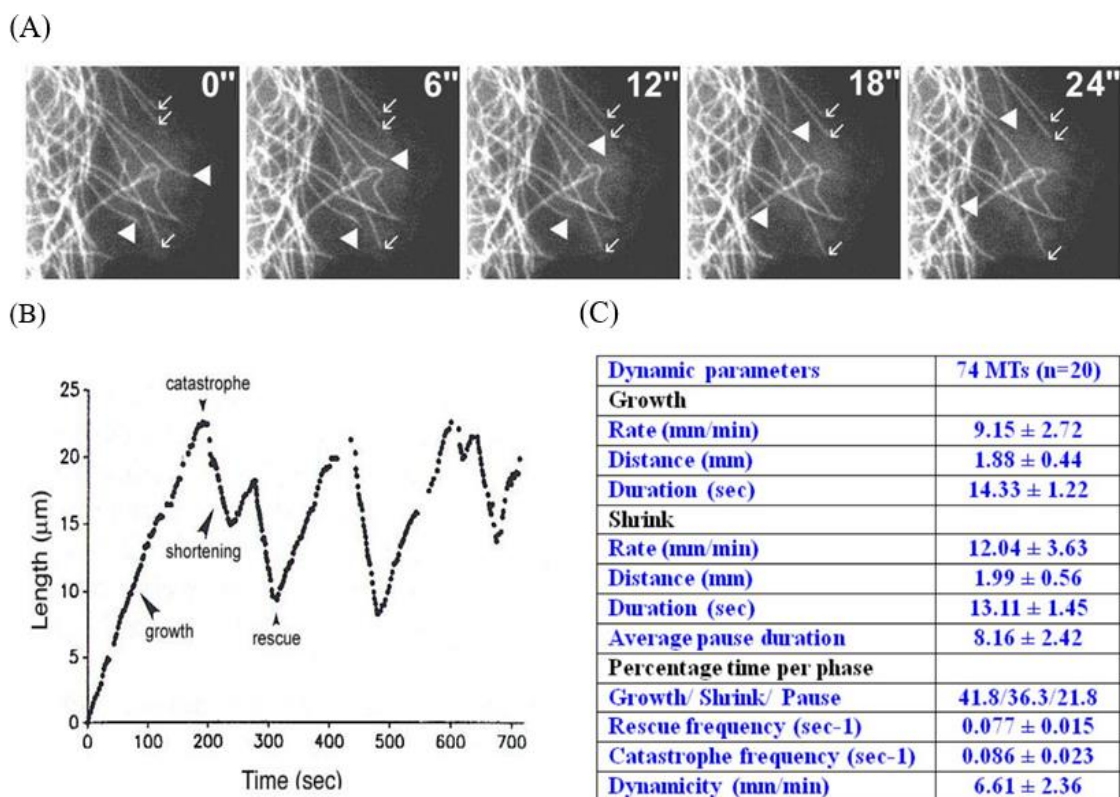 (A)
0" 6" 12" 18" 24"
(B)
(C)
catastrophe
25
20
15
10
5
0
Length (µm)
shortening
growth
rescue
0 100 200 300 400 500 600 700
Time (sec)
Dynamic parameters 74 MTs (n=20)
Growth
Rate (mm/min) 9.15 ± 2.72
Distance (mm) 1.88 ± 0.44
Duration (sec) 14.33 ± 1.22
Shrink
Rate (mm/min) 12.04 ± 3.63
Distance (mm) 1.99 ± 0.56
Duration (sec) 13.11 ± 1.45
Average pause duration 8.16 ± 2.42
Percentage time per phase
Growth/ Shrink/ Pause 41.8/36.3/21.8
Rescue frequency (sec-1) 0.077 ± 0.015
Catastrophe frequency (sec-1) 0.086 ± 0.023
Dynamicity (mm/min) 6.61 ± 2.36